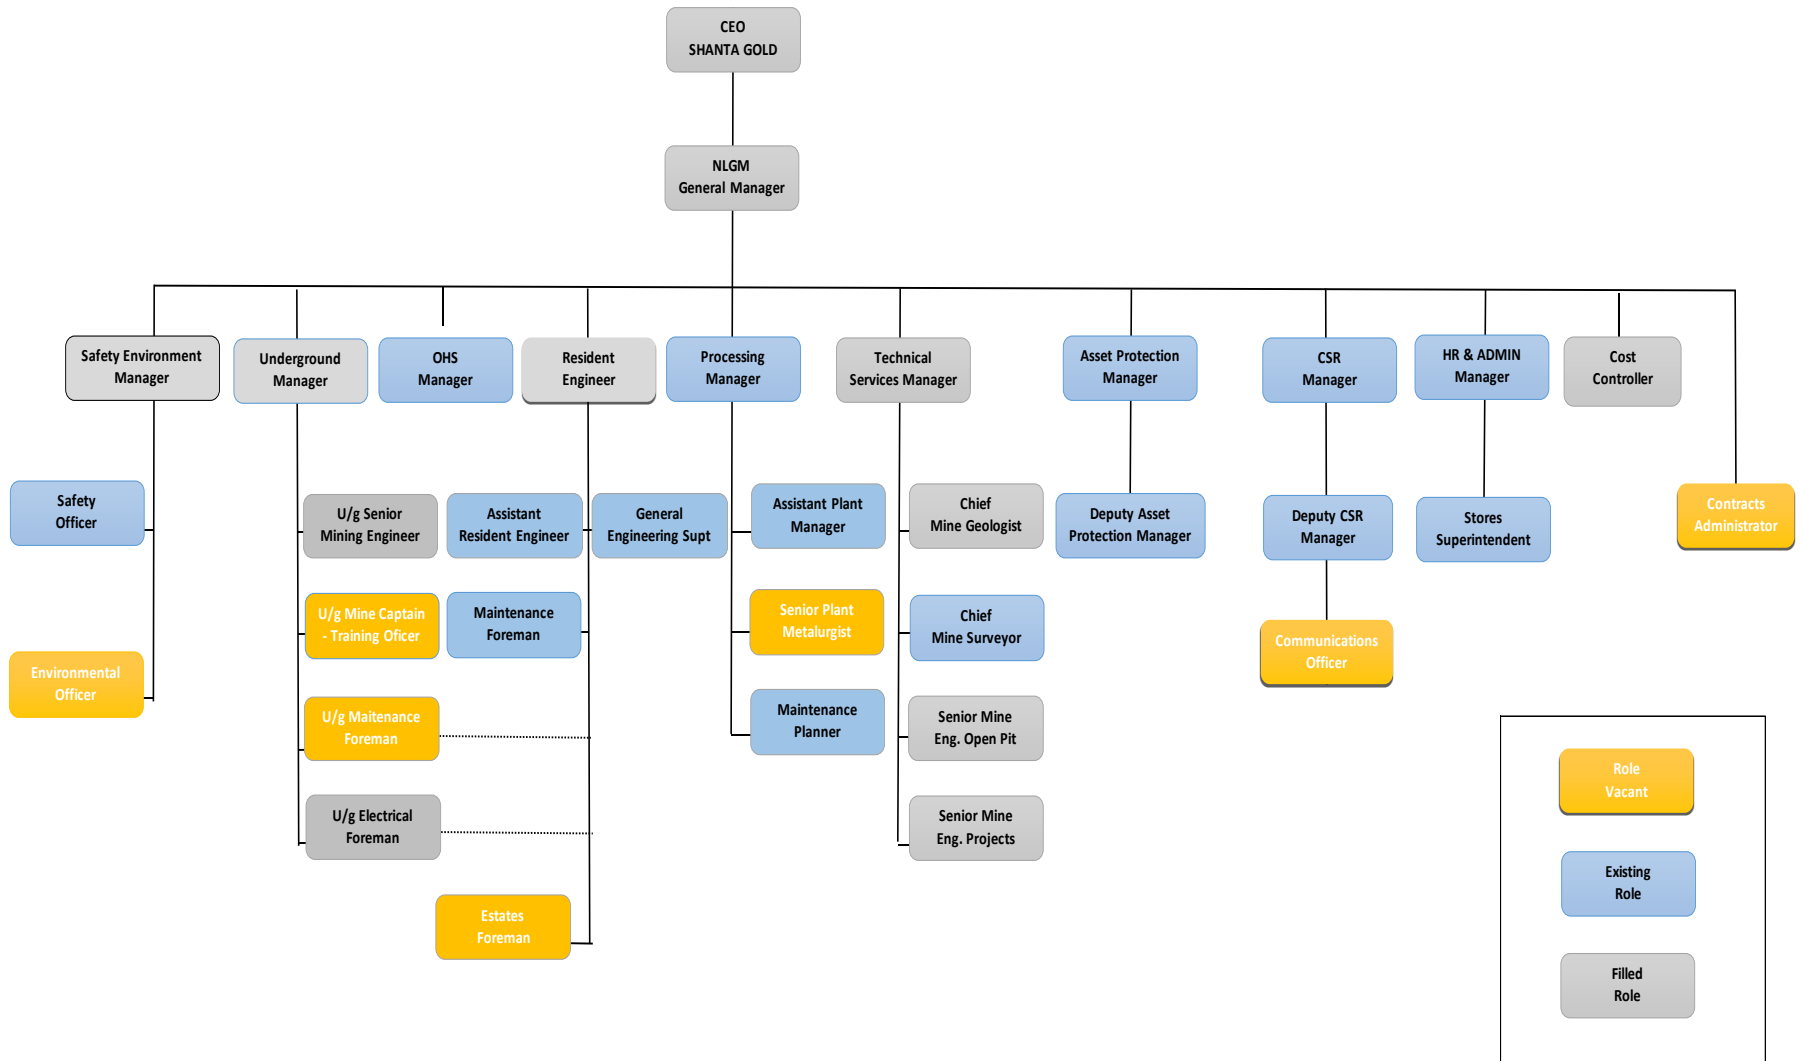 CEO
SHANTA GOLD
NLGM
General Manager
Safety Environment
Manager
Underground
Manager
OHS
Manager
Resident
Engineer
Processing
Manager
Technical
Services Manager
Asset Protection
Manager
CSR
Manager
HR & ADMIN
Manager
Cost
Controller
Safety
Officer
U/g Senior
Mining Engineer
Assistant
Resident Engineer
General
Engineering Supt
Assistant Plant
Manager
Chief
Mine Geologist
Deputy Asset
Protection Manager
Deputy CSR
Manager
Stores
Superintendent
Contracts
Administrator
U/g Mine Captain
- Training Oficer
Maintenance
Foreman
Senior Plant
Metalurgist
Chief
Mine Surveyor
Communications
Officer
Environmental
Officer
U/g Maitenance
Foreman
Maintenance
Planner
Senior Mine
Eng. Open Pit
U/g Electrical
Foreman
Senior Mine
Eng. Projects
Estates
Foreman
Role
Vacant
Existing
Role
Filled
Role